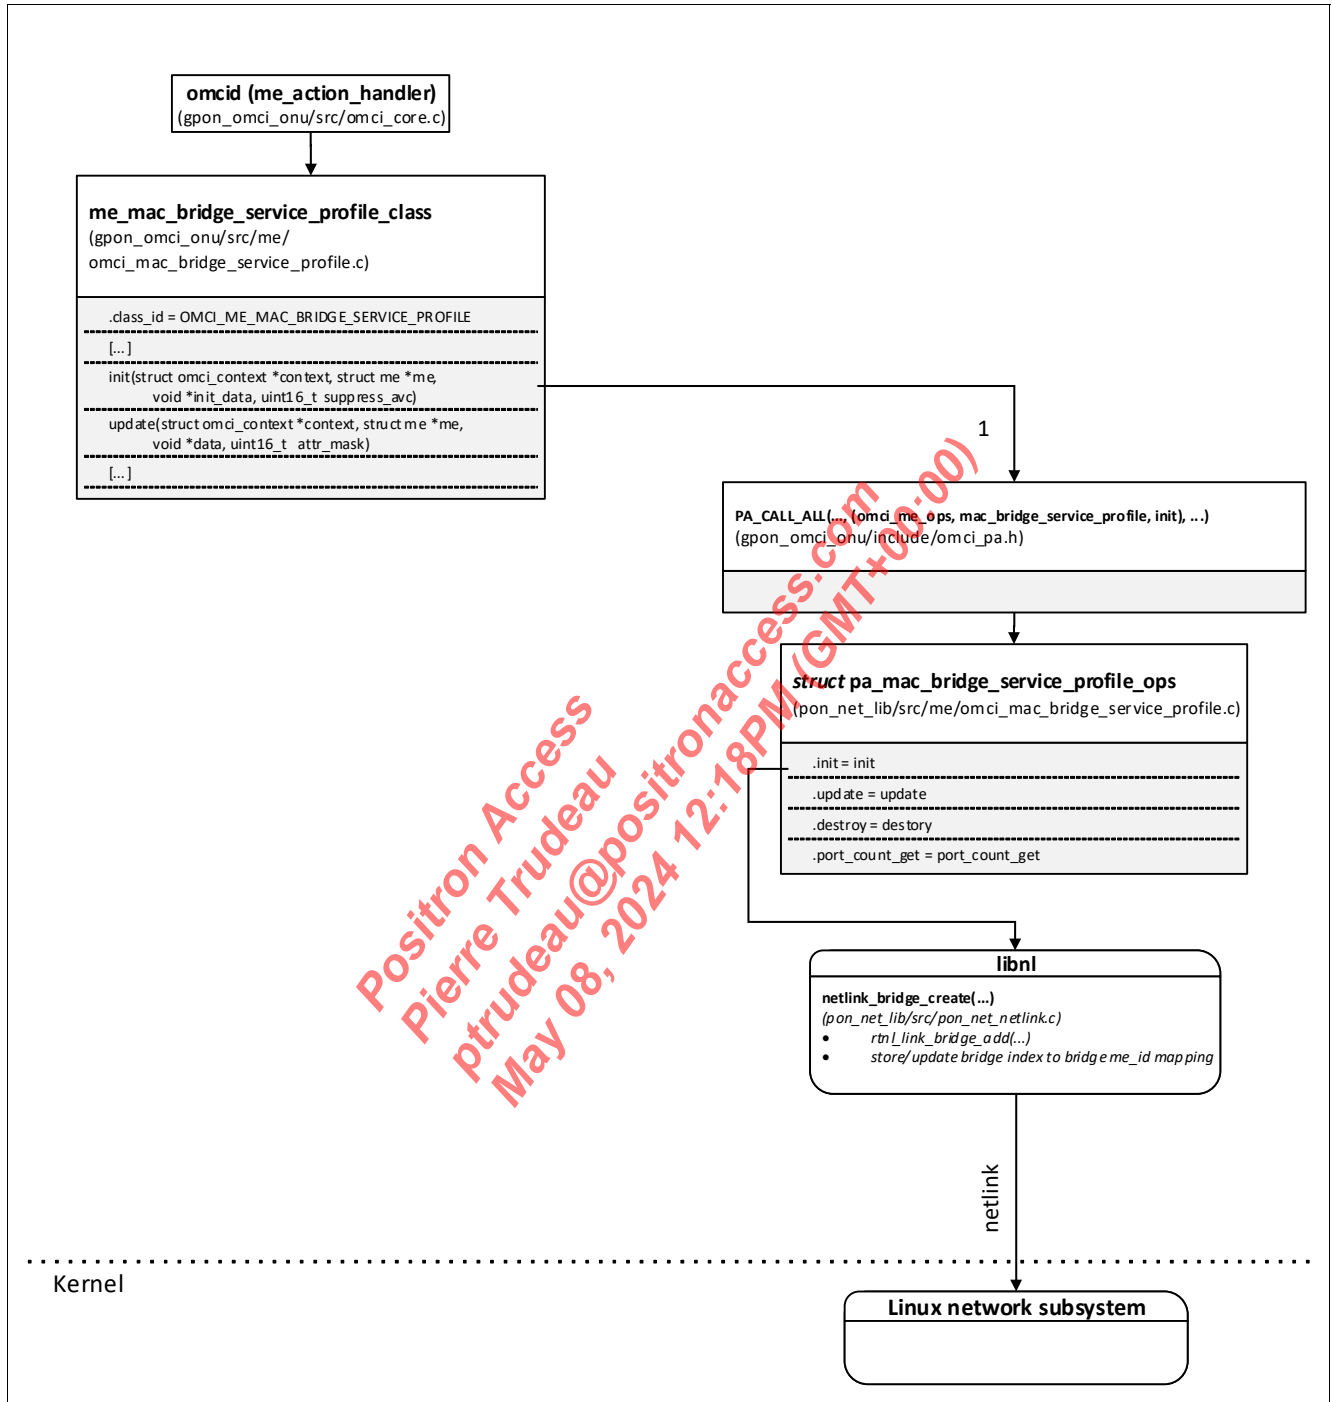 omcid (me_action_handler)
(gpon_omci_onu/src/omci_core.c)
me_mac_bridge_service_profile_class
(gpon_omci_onu/src/me/
omci_mac_bridge_service_profile.c)
.class_id = OMCI_ME_MAC_BRIDGE_SERVICE_PROFILE
[...]
init(struct omci_context *context, struct me *me,
void *init_data, uint16_t suppress_avc)
update(struct omci_context *context, struct me *me,
void *data, uint16_t attr_mask)
[...]
1
PA_CALL_ALL(..., (omci_me_ops, mac_bridge_service_profile, init), ...)
(gpon_omci_onu/include/omci_pa.h)
struct pa_mac_bridge_service_profile_ops
(pon_net_lib/src/me/omci_mac_bridge_service_profile.c)
.init = init
.update = update
.destroy = destory
.port_count_get = port_count_get
libnl
netlink_bridge_create(...)
(pon_net_lib/src/pon_net_netlink.c)
• rtnl_link_bridge_add(...)
• store/update bridge index to bridge me_id mapping
netlink
Kernel
Linux network subsystem
Positron Access
Pierre Trudeau
ptrudeau@positronaccess.com
May 08, 2024 12:18PM (GMT+00:00)